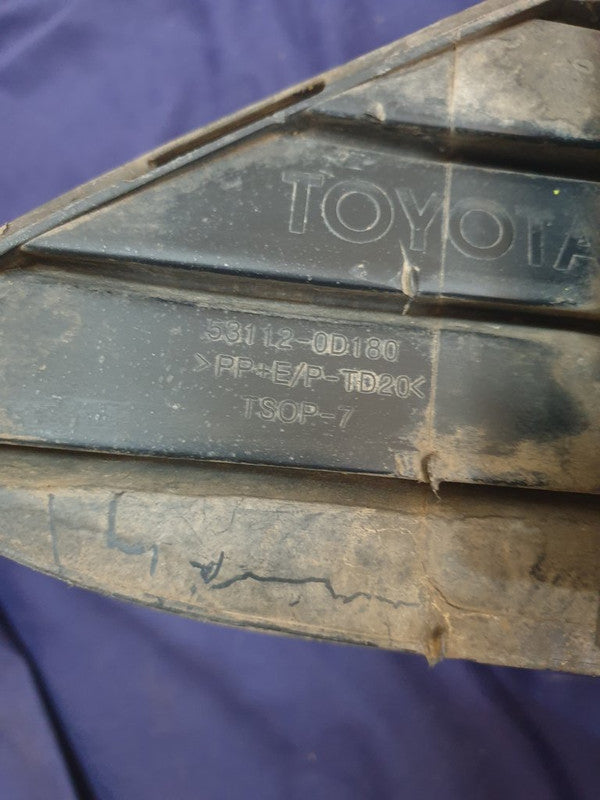 TOYOTA
53112-0D180
>PP+E/P-TD20<
TSOP-7